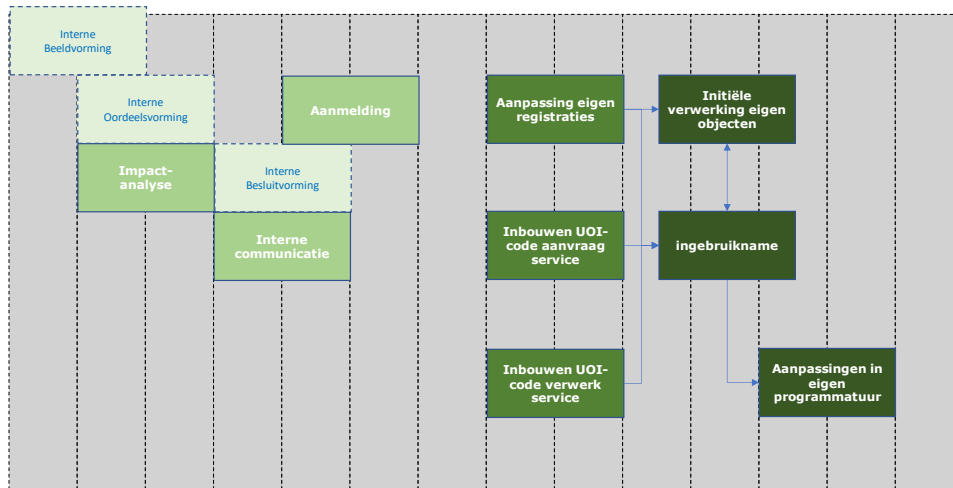 Interne
Beeldvorming
Interne
Oordeelsvorming
Impact-
analyse
Interne
Besluitvorming
Interne
communicatie
Aanmelding
Aanpassing eigen
registraties
Initiële
verwerking eigen
objecten
Inbouwen UOI-
code aanvraag
service
ingebruikname
Inbouwen UOI-
code verwerk
service
Aanpassingen in
eigen
programmatuur